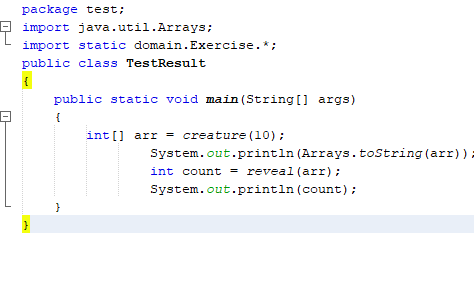 package test;
import java.util.Arrays;
import static domain.Exercise.*;
public class TestResult
{
public static void main(String[] args)
{
int[] arr = creature(10);
System.out.println(Arrays.toString(arr));
int count = reveal(arr);
System.out.println(count);
}
}